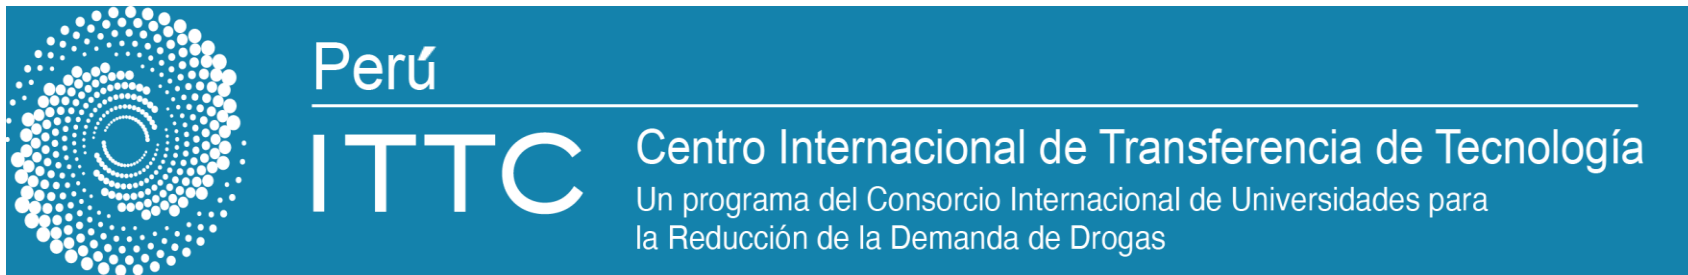 Perú
ITTC
Centro Internacional de Transferencia de Tecnología
Un programa del Consorcio Internacional de Universidades para
la Reducción de la Demanda de Drogas